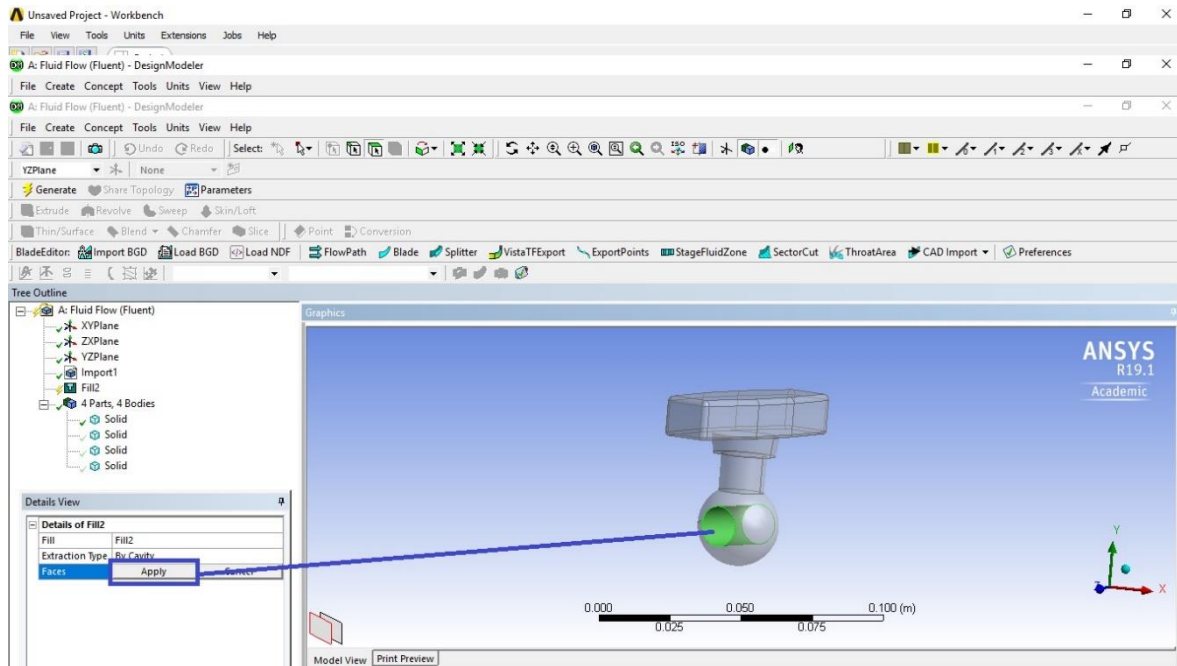 Unsaved Project - Workbench
File View Tools Units Extensions Jobs Help
A: Fluid Flow (Fluent) - DesignModeler
File Create Concept Tools Units View Help
A: Fluid Flow (Fluent) - DesignModeler
File Create Concept Tools Units View Help
Undo Redo Select: ISO
YZPlane None
Generate Share Topology Parameters
Extrude Revolve Sweep Skin/Loft
Thin/Surface Blend Chamfer Slice Point Conversion
BladeEditor: Import BGD Load BGD Load NDF FlowPath Blade Splitter VistaTFExport ExportPoints StageFluidZone SectorCut ThroatArea CAD Import Preferences
Tree Outline
A: Fluid Flow (Fluent)
XYPlane
ZXPlane
YZPlane
Import1
Fill2
4 Parts, 4 Bodies
Solid
Solid
Solid
Solid
Details View
Details of Fill2
Fill Fill2
Extraction Type By Cavity
Faces Apply
Graphics
ANSYS
R19.1
Academic
Y
X
0.000 0.050 0.100 (m)
0.025 0.075
Model View Print Preview